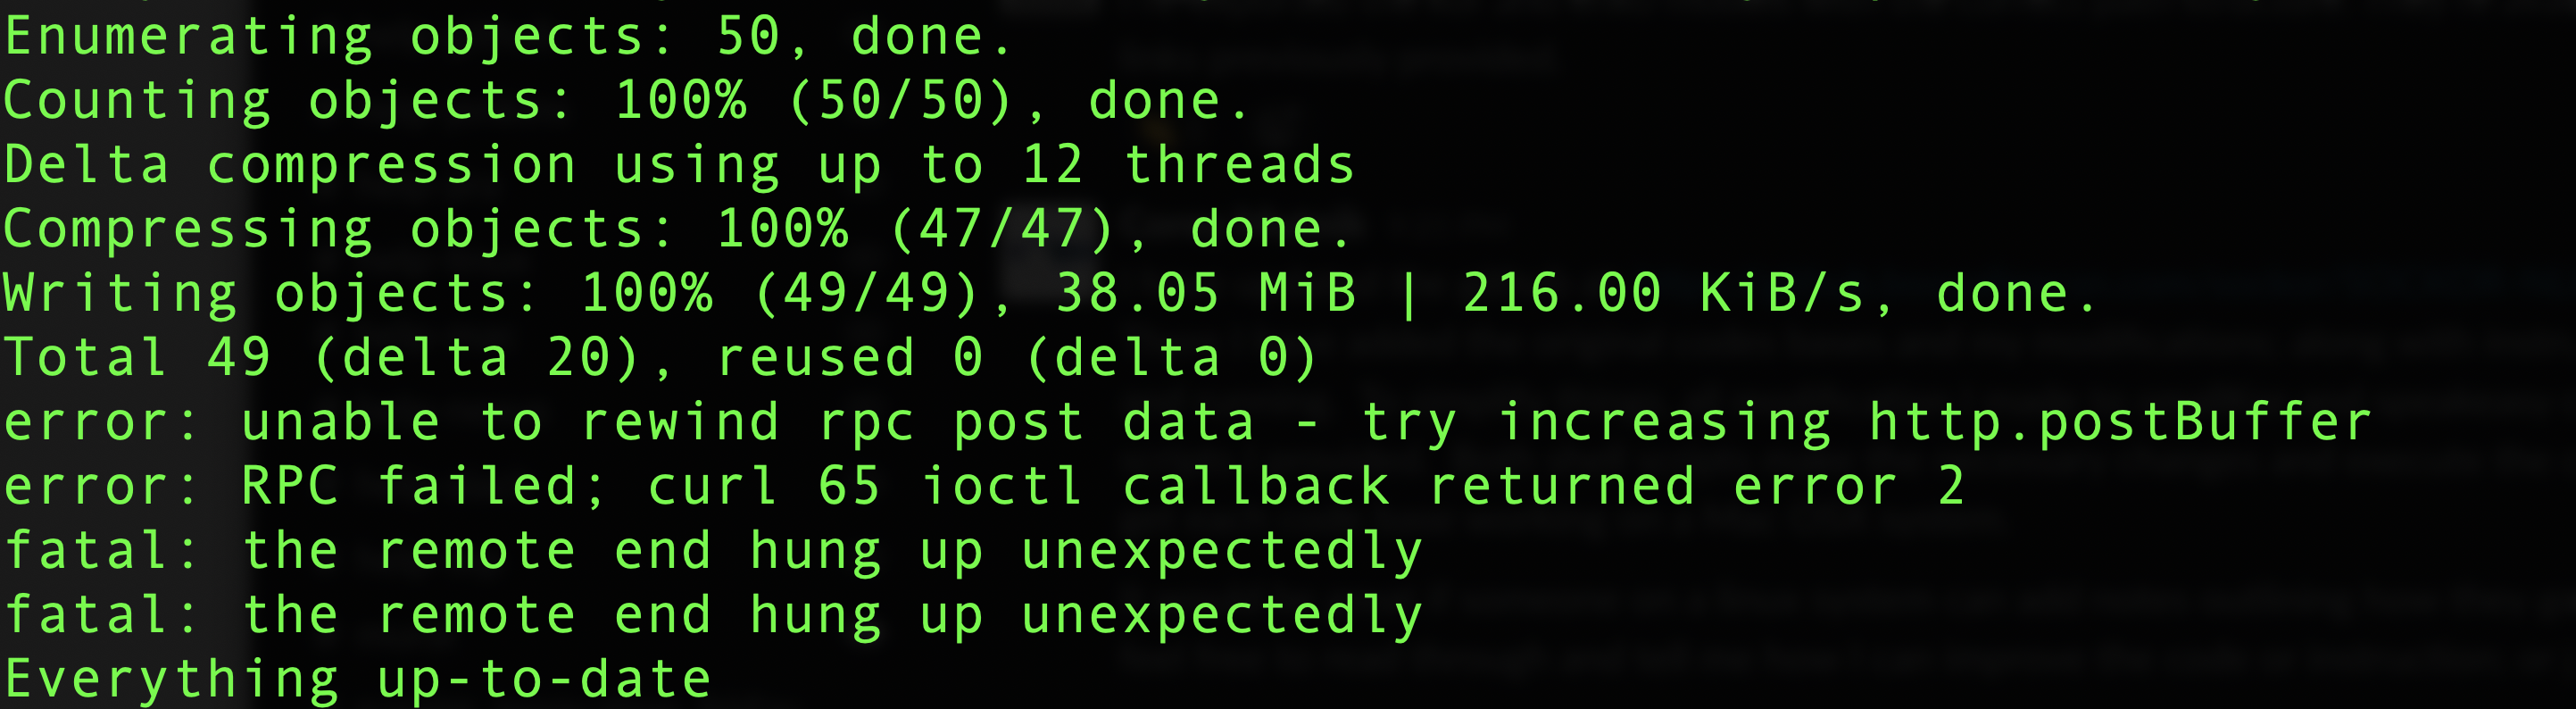 Enumerating objects: 50, done.
Counting objects: 100% (50/50), done.
Delta compression using up to 12 threads
Compressing objects: 100% (47/47), done.
Writing objects: 100% (49/49), 38.05 MiB | 216.00 KiB/s, done.
Total 49 (delta 20), reused 0 (delta 0)
error: unable to rewind rpc post data - try increasing http.postBuffer
error: RPC failed; curl 65 ioctl callback returned error 2
fatal: the remote end hung up unexpectedly
fatal: the remote end hung up unexpectedly
Everything up-to-date